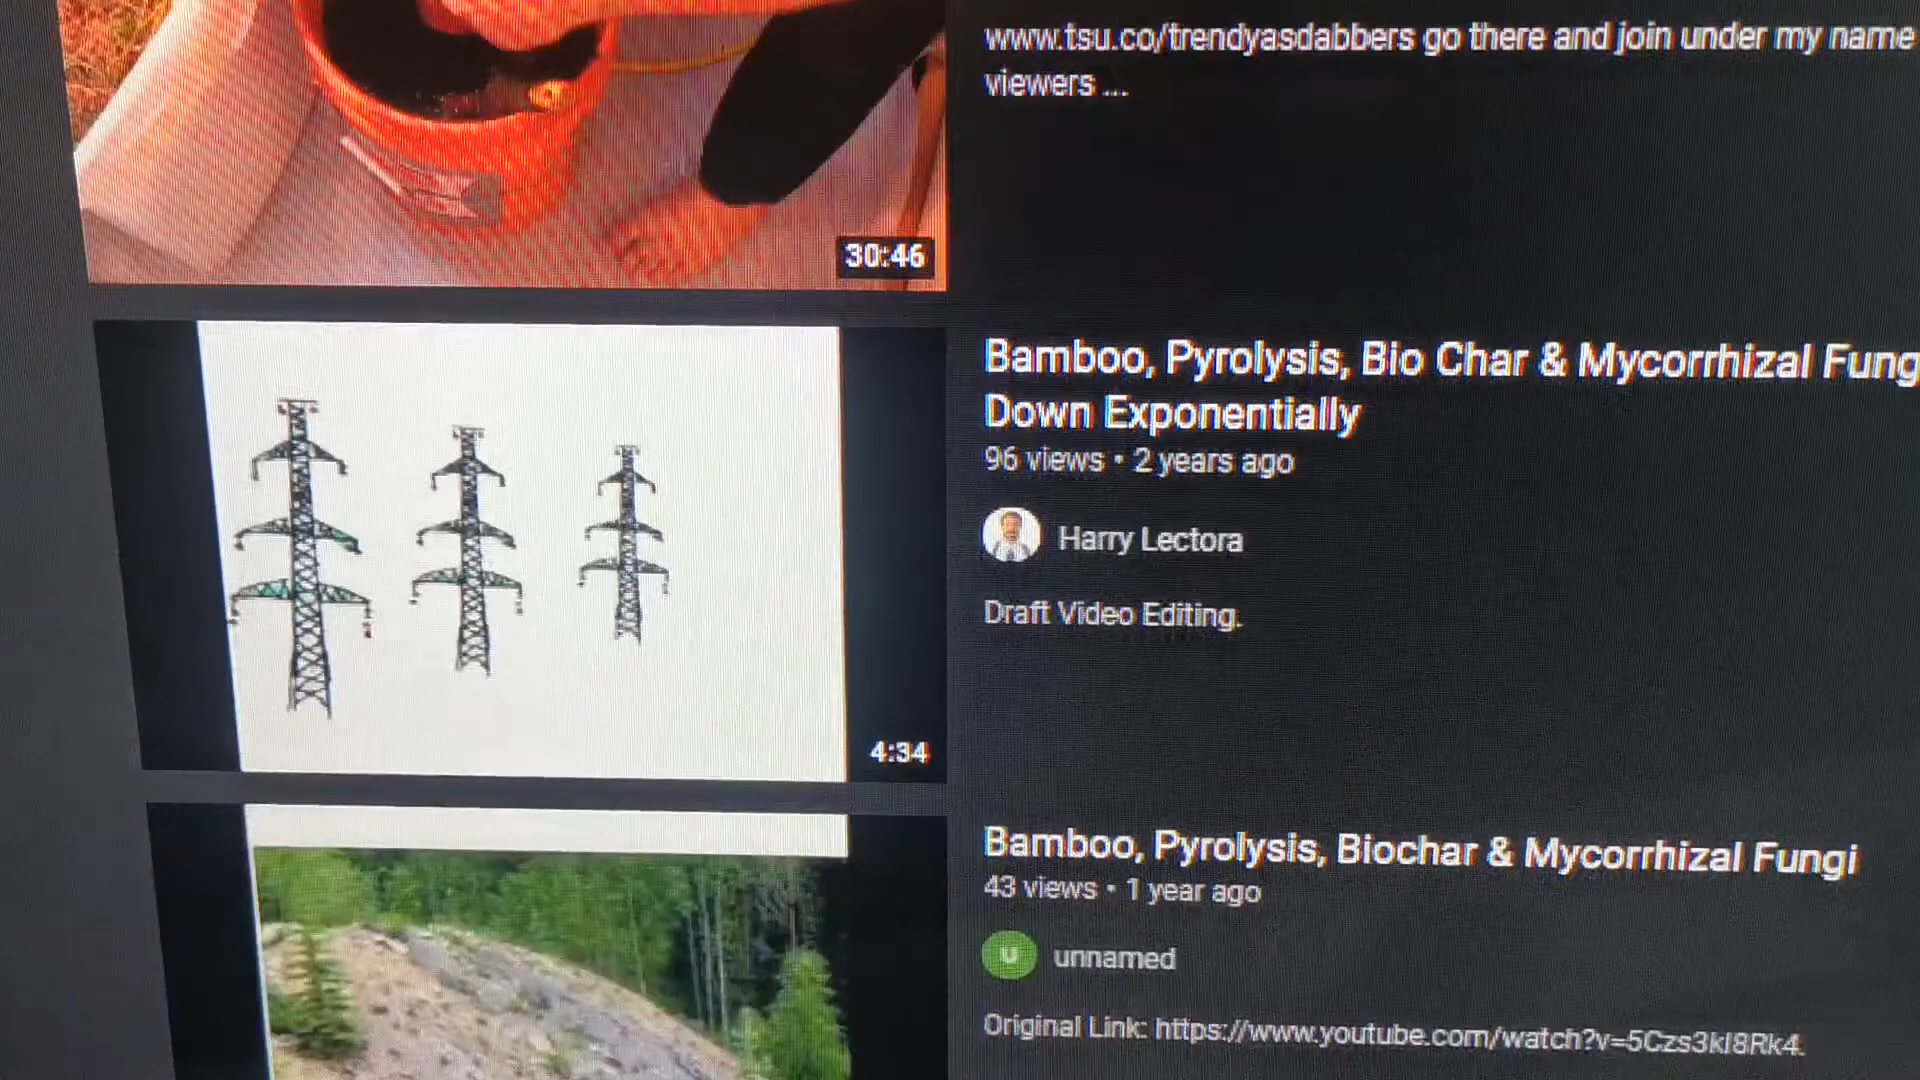 www.tsu.co/trendyasdabbers go there and join under my name
viewers ...
30:46
Bamboo, Pyrolysis, Bio Char & Mycorrhizal Fung
Down Exponentially
96 views • 2 years ago
Harry Lectora
Draft Video Editing.
4:34
Bamboo, Pyrolysis, Biochar & Mycorrhizal Fungi
43 views • 1 year ago
U
unnamed
Original Link: https://www.youtube.com/watch?v=5Czs3kI8Rk4.